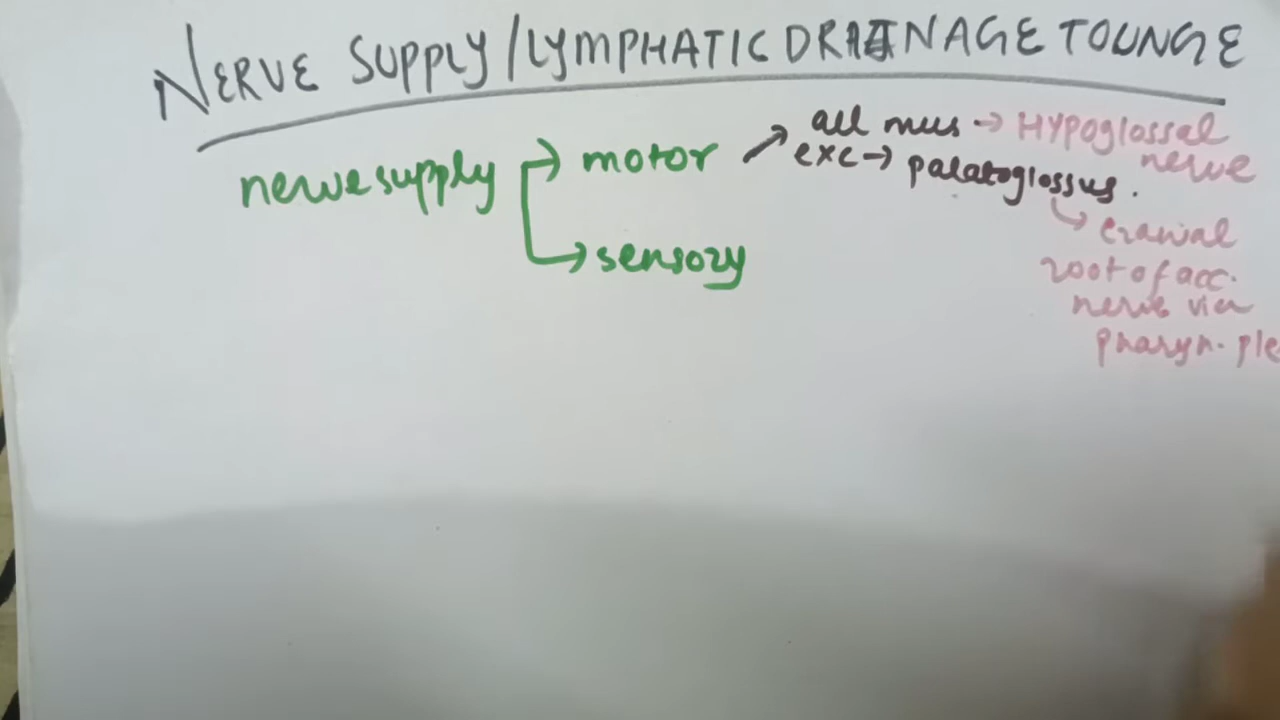 NERVE SUPPLY/LYMPHATIC DRAINAGE TOUNGE
nerve supply → motor ↗ all mus → Hypoglossal nerve
exc → palatoglossus.
↳ cranial
root of acc.
nerve via
pharyn. ple
→ sensory